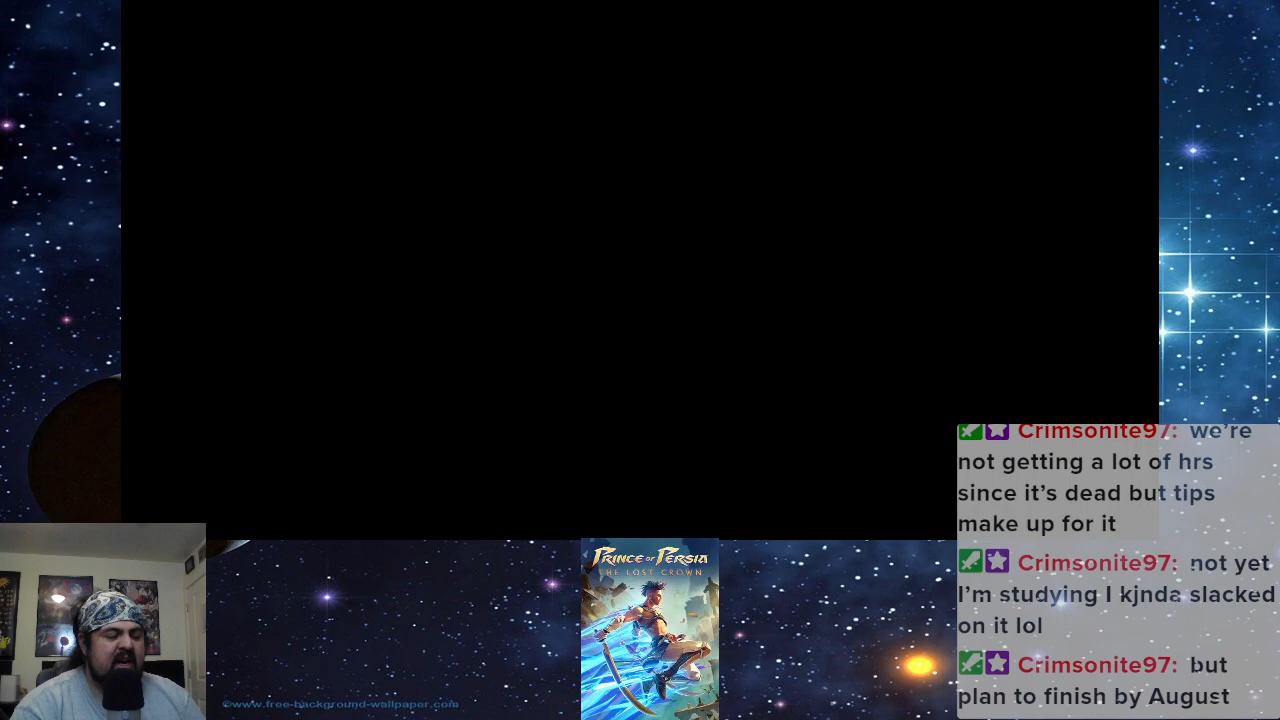 Crimsonite97: we're
not getting a lot of hrs
since it's dead but tips
make up for it
Crimsonite97: not yet
I'm studying I kjnda slacked
on it lol
Crimsonite97: but
plan to finish by August
PRINCE OF PERSIA
THE LOST CROWN
©www.free-background-wallpaper.com